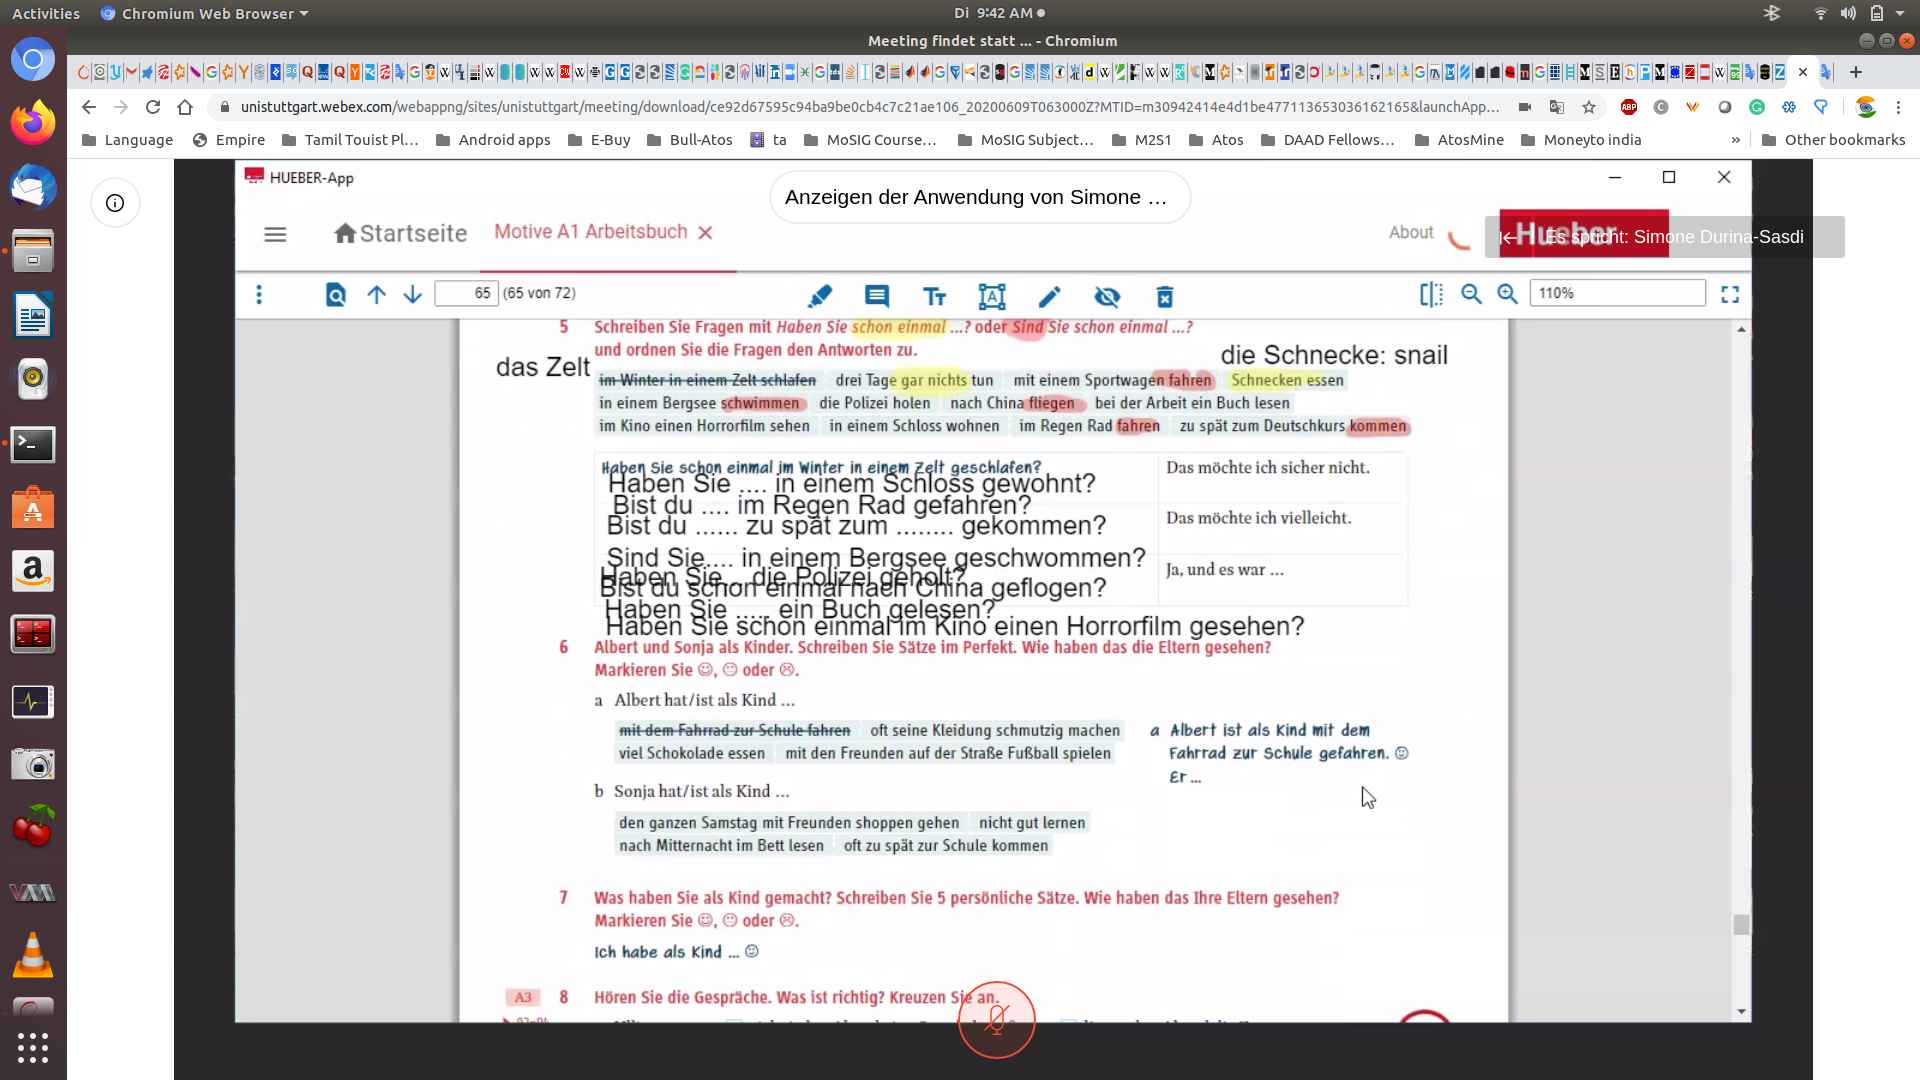 Activities Chromium Web Browser Di 9:42 AM
Meeting findet statt ... - Chromium
unistuttgart.webex.com/webappng/sites/unistuttgart/meeting/download/ce92d67595c94ba9be0cb4c7c21ae106_20200609T063000Z?MTID=m30942414e4d1be477113653036162165&launchApp...
Language Empire Tamil Touist Pl... Android apps E-Buy Bull-Atos ta MoSIG Course... MoSIG Subject... M2S1 Atos DAAD Fellows... AtosMine Moneyto india » Other bookmarks
HUEBER-App
Anzeigen der Anwendung von Simone ...
Startseite Motive A1 Arbeitsbuch About Hueber
Es spricht: Simone Durina-Sasdi
65 (65 von 72) 110%
5 Schreiben Sie Fragen mit Haben Sie schon einmal ...? oder Sind Sie schon einmal ...?
und ordnen Sie die Fragen den Antworten zu.
das Zelt die Schnecke: snail
im Winter in einem Zelt schlafen drei Tage gar nichts tun mit einem Sportwagen fahren Schnecken essen
in einem Bergsee schwimmen die Polizei holen nach China fliegen bei der Arbeit ein Buch lesen
im Kino einen Horrorfilm sehen in einem Schloss wohnen im Regen Rad fahren zu spät zum Deutschkurs kommen
Haben Sie schon einmal im Winter in einem Zelt geschlafen? Das möchte ich sicher nicht.
Haben Sie .... in einem Schloss gewohnt?
Bist du .... im Regen Rad gefahren?
Bist du ...... zu spät zum ........ gekommen? Das möchte ich vielleicht.
Sind Sie.... in einem Bergsee geschwommen?
Haben Sie... die Polizei geholt? Ja, und es war ...
Bist du schon einmal nach China geflogen?
Haben Sie ..... ein Buch gelesen?
Haben Sie schon einmal im Kino einen Horrorfilm gesehen?
6 Albert und Sonja als Kinder. Schreiben Sie Sätze im Perfekt. Wie haben das die Eltern gesehen?
Markieren Sie ☺, 😐 oder ☹.
a Albert hat/ist als Kind ...
mit dem Fahrrad zur Schule fahren oft seine Kleidung schmutzig machen
viel Schokolade essen mit den Freunden auf der Straße Fußball spielen
a Albert ist als Kind mit dem
Fahrrad zur Schule gefahren. ☺
Er ...
b Sonja hat/ist als Kind ...
den ganzen Samstag mit Freunden shoppen gehen nicht gut lernen
nach Mitternacht im Bett lesen oft zu spät zur Schule kommen
7 Was haben Sie als Kind gemacht? Schreiben Sie 5 persönliche Sätze. Wie haben das Ihre Eltern gesehen?
Markieren Sie ☺, 😐 oder ☹.
Ich habe als Kind ... ☺
A3 8 Hören Sie die Gespräche. Was ist richtig? Kreuzen Sie an.